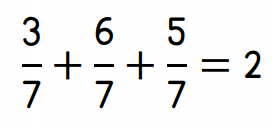 3/7 + 6/7 + 5/7 = 2